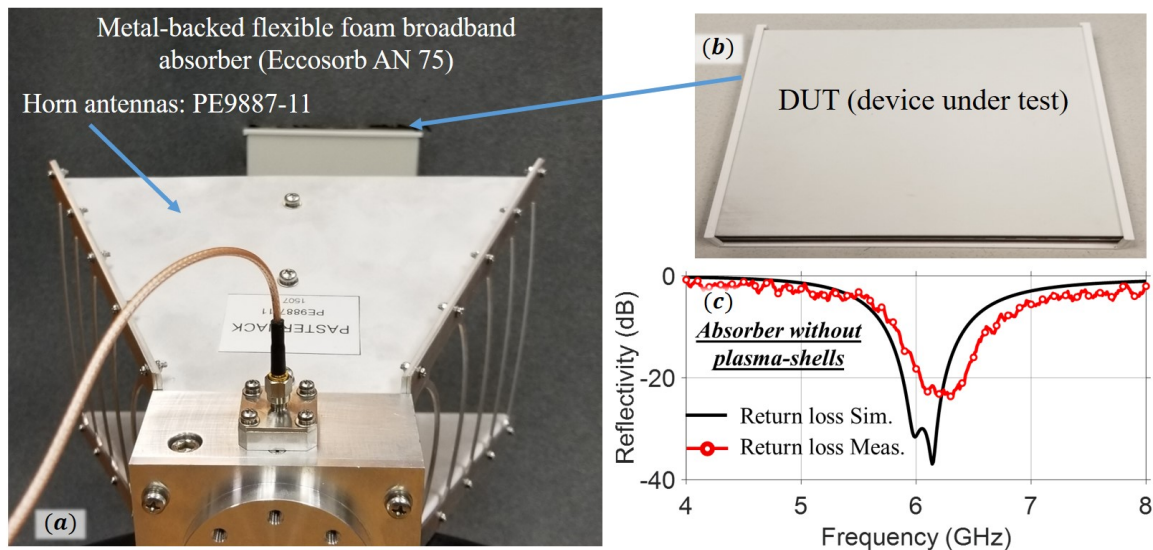 Metal-backed flexible foam broadband
absorber (Eccosorb AN 75)
Horn antennas: PE9887-11
PASTERNACK
PE9887-11
1507
(a)
(b)
DUT (device under test)
(c)
Absorber without
plasma-shells
Return loss Sim.
Return loss Meas.
Reflectivity (dB)
0
-20
-40
4 5 6 7 8
Frequency (GHz)